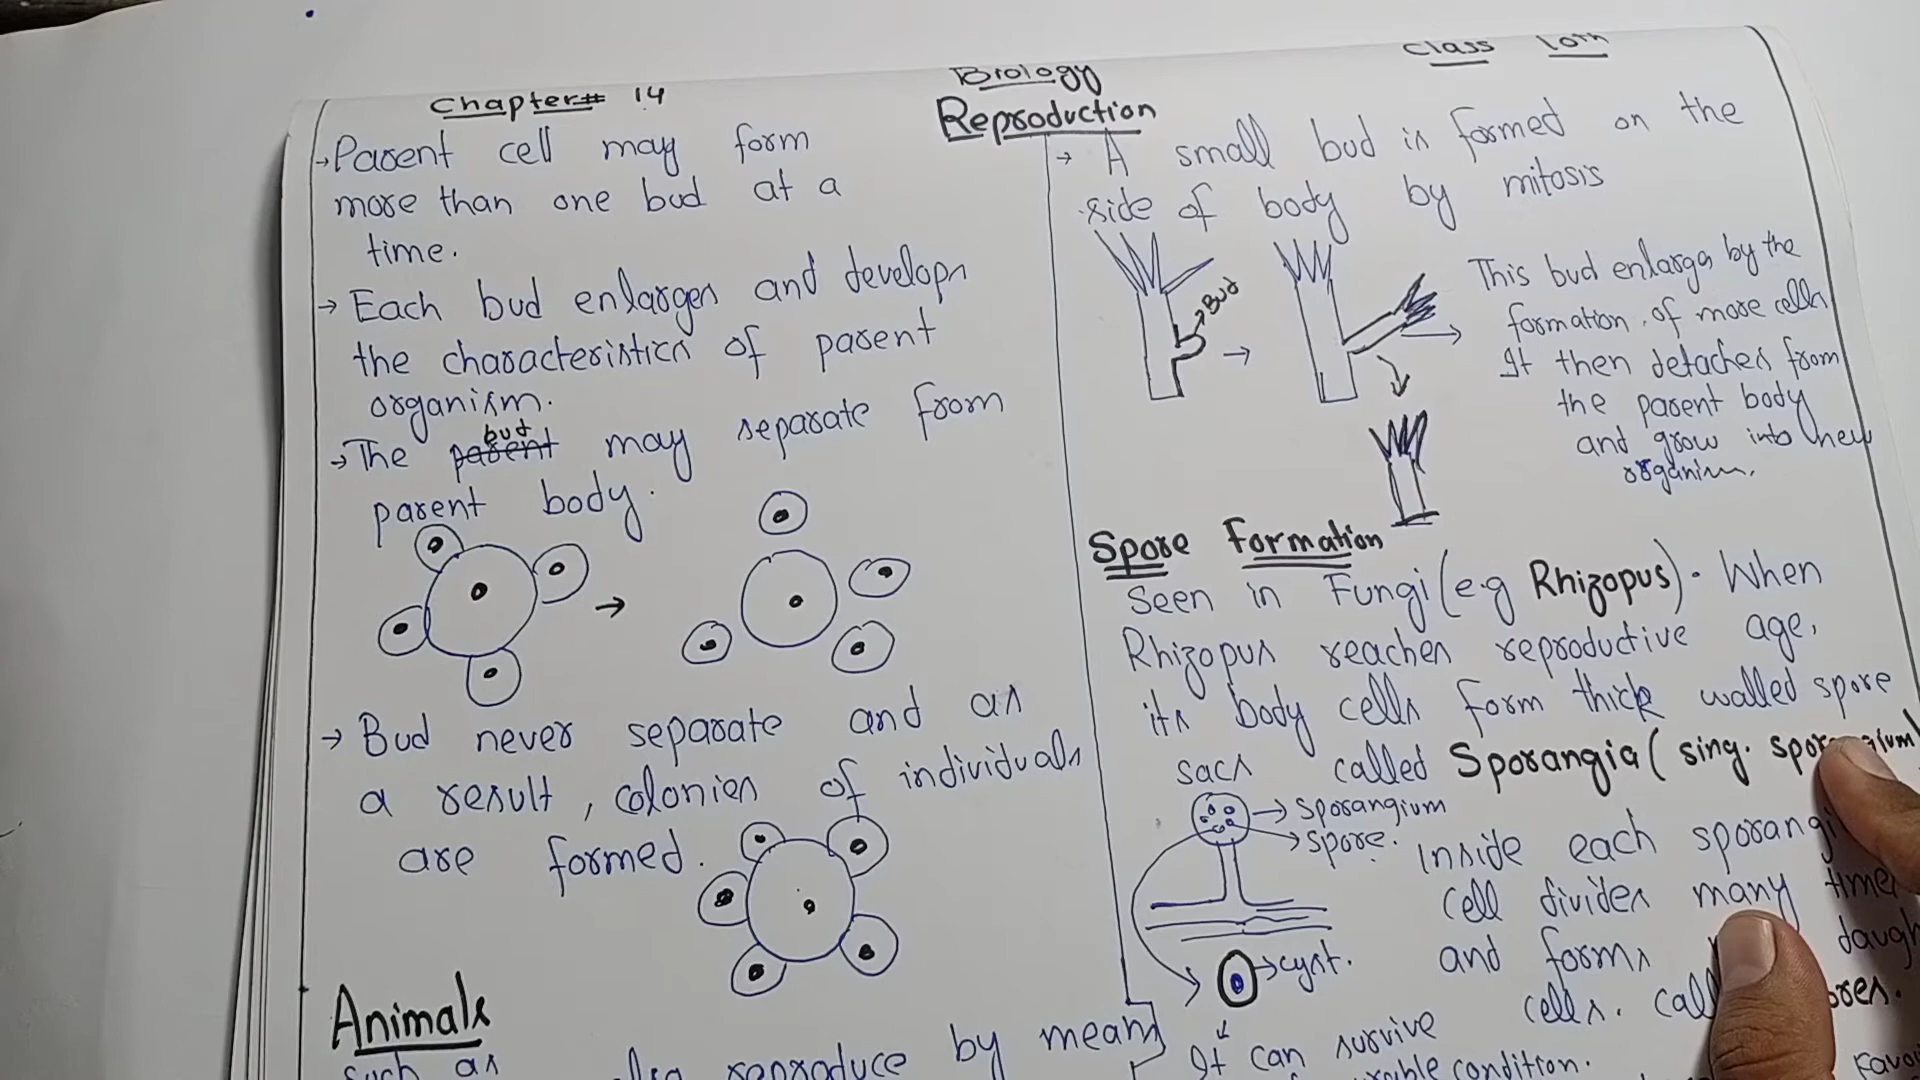 Chapter# 14
Biology
Class 10th
Reproduction
→ Parent cell may form
more than one bud at a
time.
→ Each bud enlarges and develops
the characteristics of parent
organism.
→ The bud may separate from
parent body.
→ Bud never separate and as
a result, colonies of individuals
are formed.
Animals
such as
reproduce by means
→ A small bud is formed on the
side of body by mitosis
→ Bud
This bud enlarges by the
formation of more cells
It then detaches from
the parent body
and grow into new
organism.
Spore Formation
Seen in Fungi (e.g Rhizopus). When
Rhizopus reaches reproductive age,
its body cells form thick walled spore
sacs called Sporangia (sing.
→ sporangium
→ spore.
Inside each
cell divides many
and forms
cells.
→ cyst.
It can survive
condition.